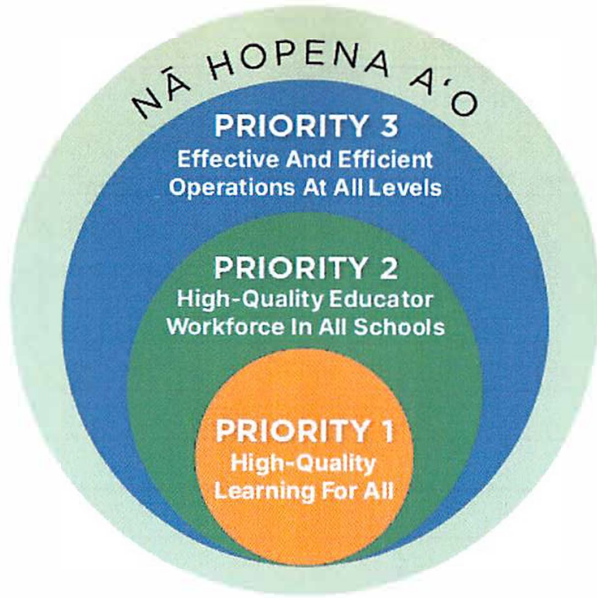 NĀ HOPENA A‘O
PRIORITY 3
Effective And Efficient
Operations At All Levels
PRIORITY 2
High-Quality Educator
Workforce In All Schools
PRIORITY 1
High-Quality
Learning For All